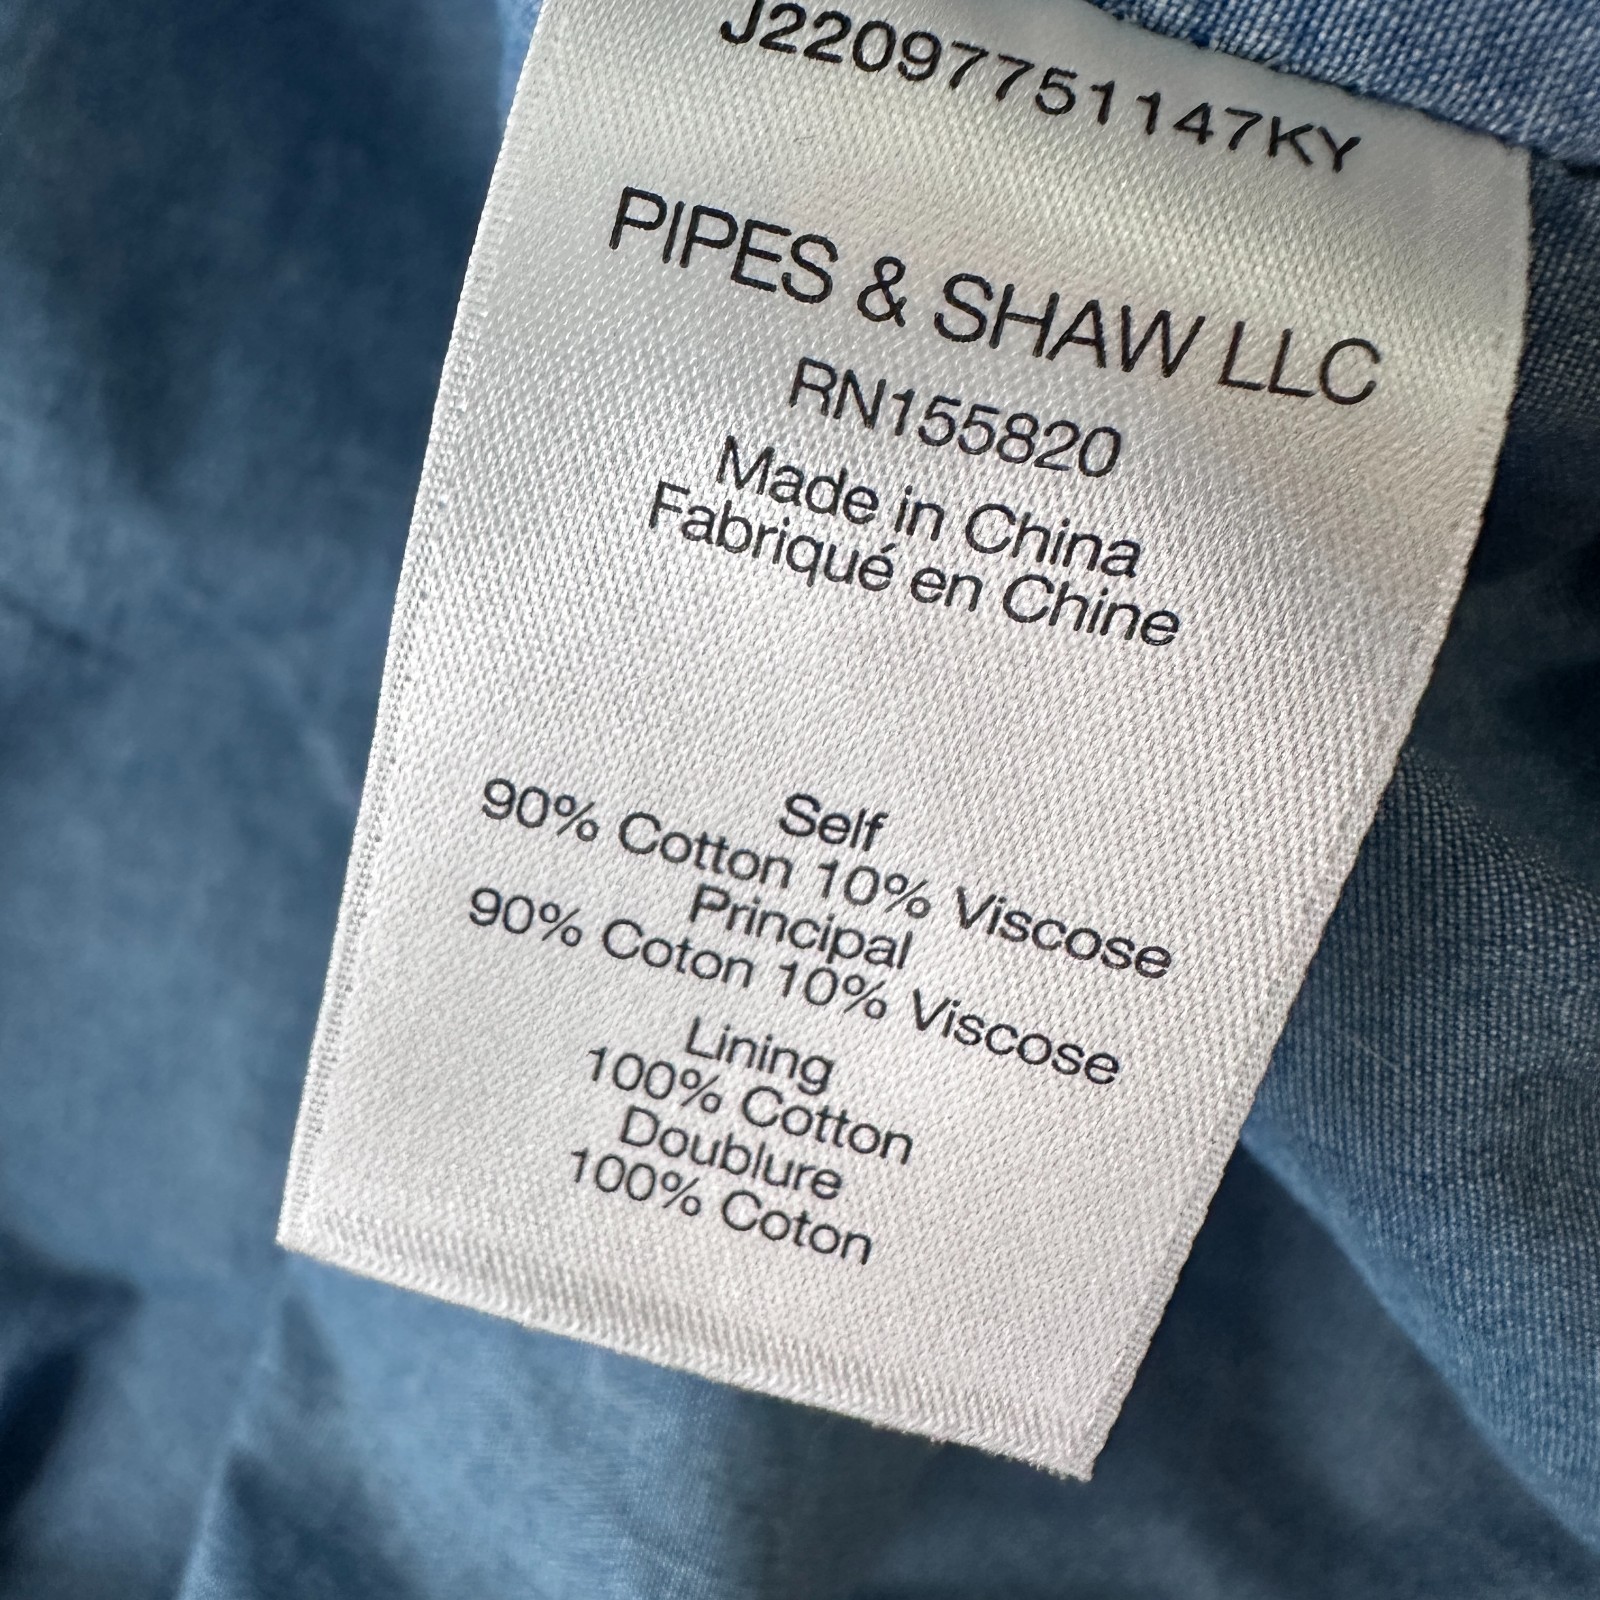 J22097751147KY
PIPES & SHAW LLC
RN155820
Made in China
Fabriqué en Chine
Self
90% Cotton 10% Viscose
Principal
90% Coton 10% Viscose
Lining
100% Cotton
Doublure
100% Coton